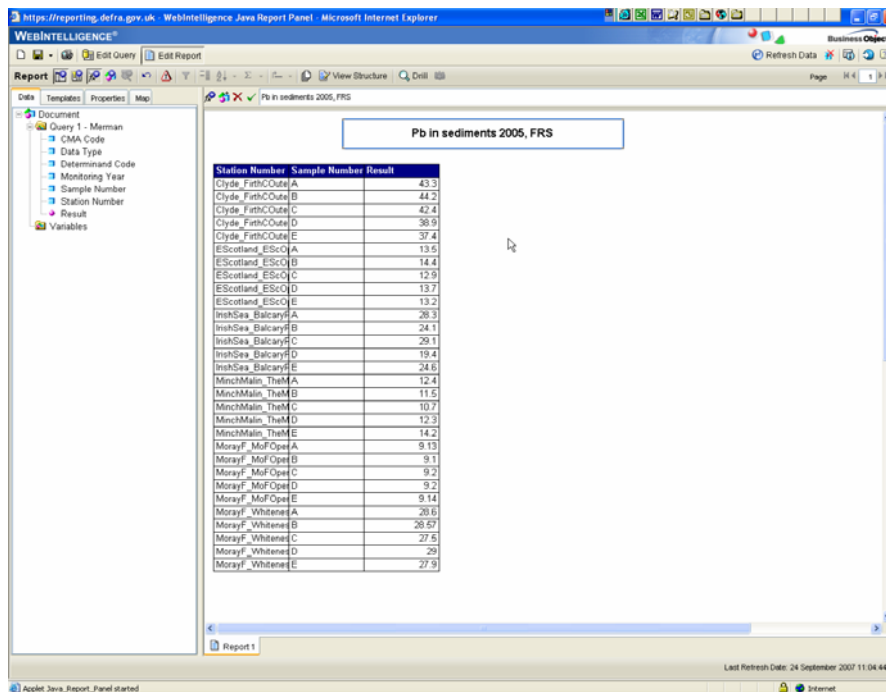 https://reporting.defra.gov.uk - WebIntelligence Java Report Panel - Microsoft Internet Explorer
WEBINTELLIGENCE®
Business Objec
Edit Query Edit Report
Refresh Data
Report
View Structure Drill
Page 1
Data Templates Properties Map
Pb in sediments 2005, FRS
Document
Query 1 - Merman
CMA Code
Data Type
Determinand Code
Monitoring Year
Sample Number
Station Number
Result
Variables
Pb in sediments 2005, FRS
Station Number Sample Number Result
Clyde_FirthCOute A 43.3
Clyde_FirthCOute B 44.2
Clyde_FirthCOute C 42.4
Clyde_FirthCOute D 38.9
Clyde_FirthCOute E 37.4
EScotland_EScO A 13.5
EScotland_EScO B 14.4
EScotland_EScO C 12.9
EScotland_EScO D 13.7
EScotland_EScO E 13.2
IrishSea_BalcaryF A 28.3
IrishSea_BalcaryF B 24.1
IrishSea_BalcaryF C 29.1
IrishSea_BalcaryF D 19.4
IrishSea_BalcaryF E 24.6
MinchMalin_TheM A 12.4
MinchMalin_TheM B 11.5
MinchMalin_TheM C 10.7
MinchMalin_TheM D 12.3
MinchMalin_TheM E 14.2
MorayF_MoFOper A 9.13
MorayF_MoFOper B 9.1
MorayF_MoFOper C 9.2
MorayF_MoFOper D 9.2
MorayF_MoFOper E 9.14
MorayF_Whitenes A 28.6
MorayF_Whitenes B 28.57
MorayF_Whitenes C 27.5
MorayF_Whitenes D 29
MorayF_Whitenes E 27.9
Report 1
Last Refresh Date: 24 September 2007 11:04:44
Applet Java_Report_Panel started
Internet